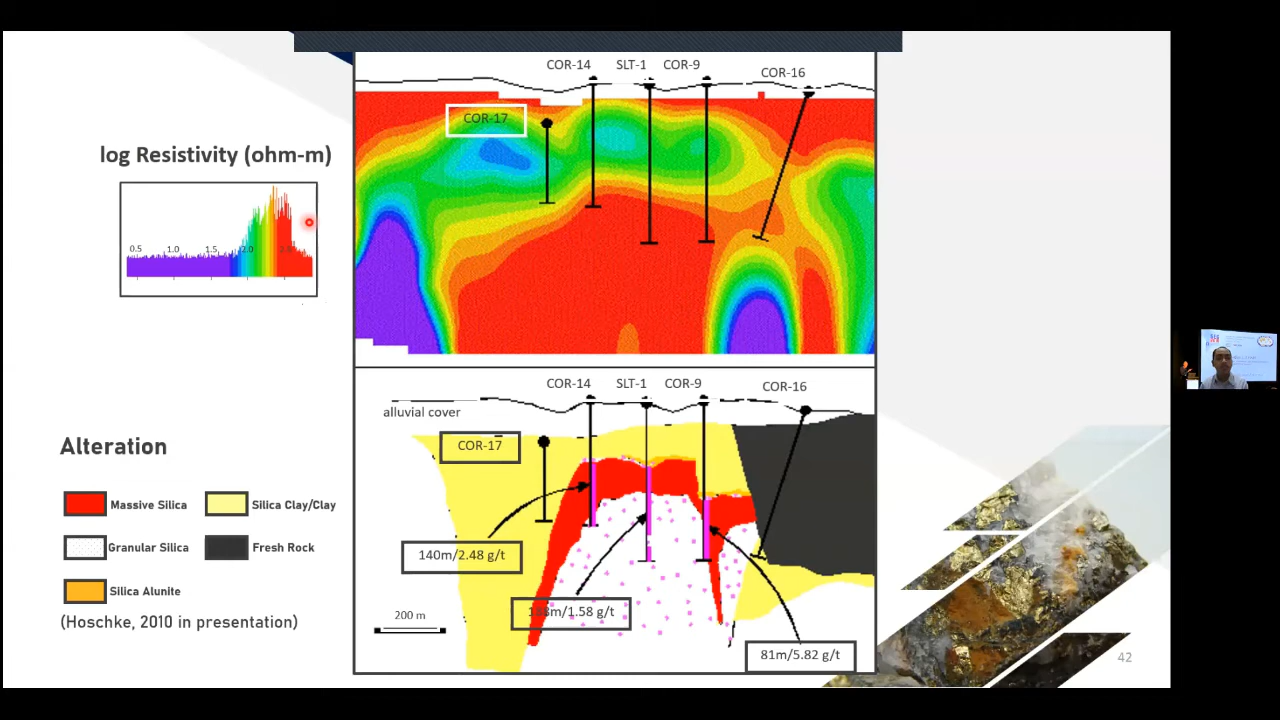 COR-14 SLT-1 COR-9 COR-16
COR-17
log Resistivity (ohm-m)
0.5 1.0 1.5 2.0
COR-14 SLT-1 COR-9 COR-16
alluvial cover
COR-17
Alteration
Massive Silica Silica Clay/Clay
Granular Silica Fresh Rock
Silica Alunite
(Hoschke, 2010 in presentation)
140m/2.48 g/t
m/1.58 g/t
200 m
81m/5.82 g/t
42